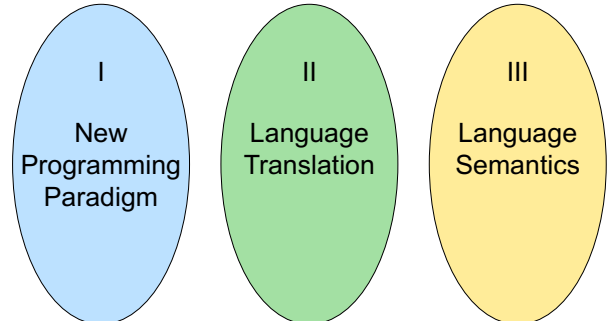 I
New
Programming
Paradigm
II
Language
Translation
III
Language
Semantics